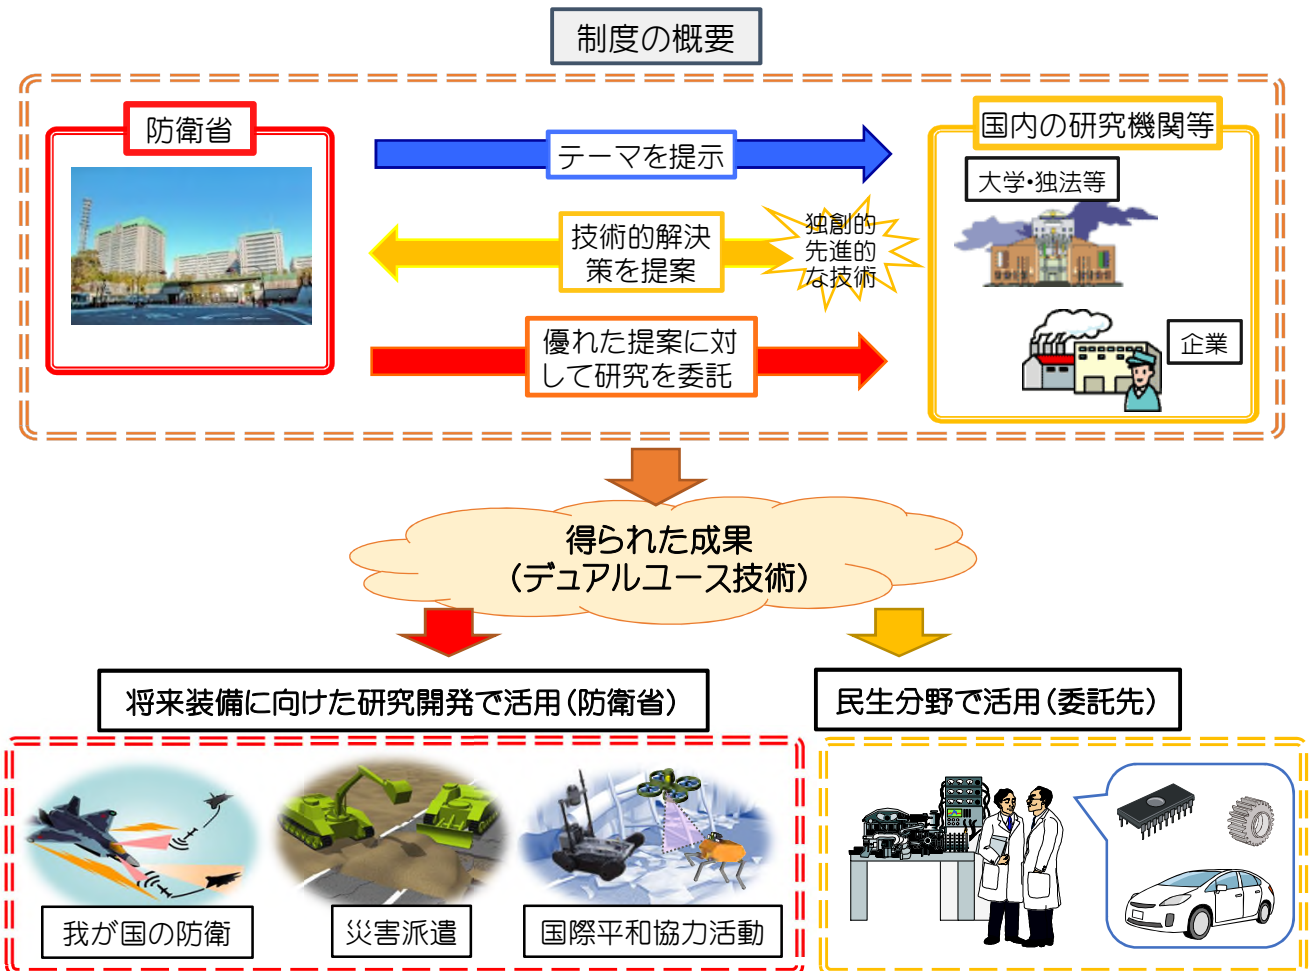 制度の概要
防衛省
テーマを提示
国内の研究機関等
大学・独法等
技術的解決
策を提案
独創的
先進的
な技術
優れた提案に対
して研究を委託
企業
得られた成果
(デュアルユース技術)
将来装備に向けた研究開発で活用(防衛省)
民生分野で活用(委託先)
我が国の防衛
災害派遣
国際平和協力活動